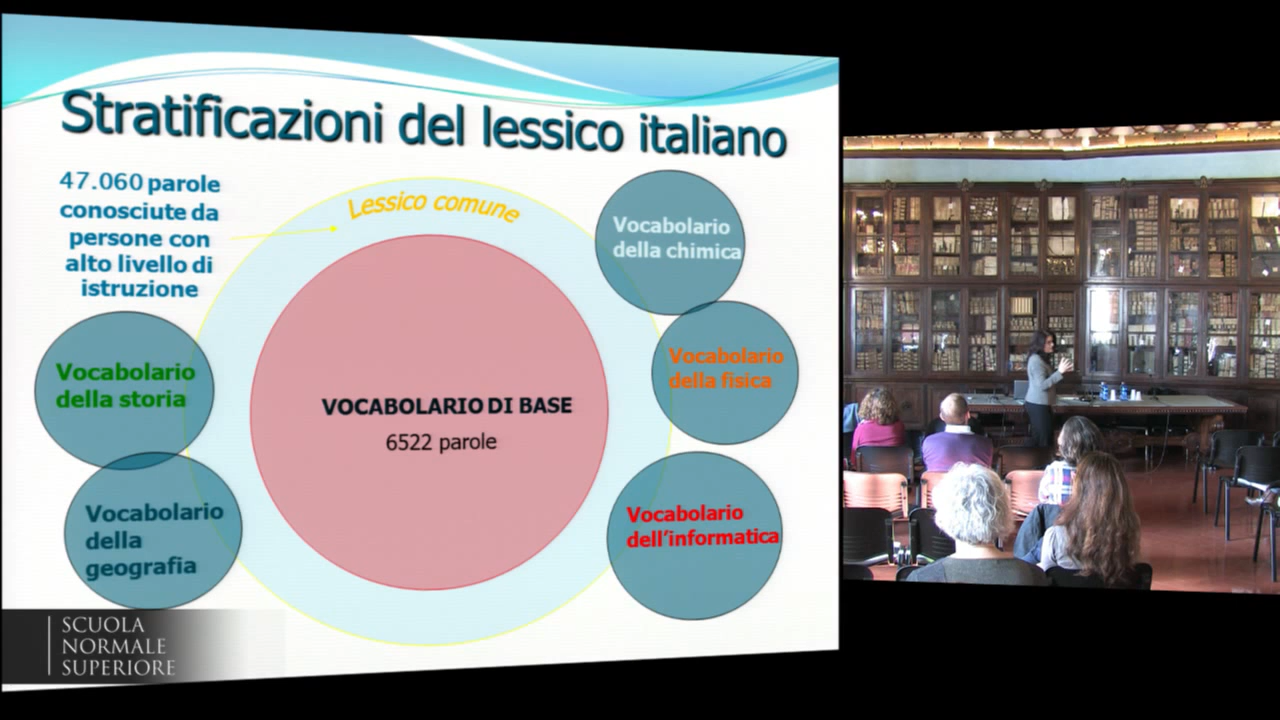 Stratificazioni del lessico italiano
47.060 parole
conosciute da
persone con
alto livello di
istruzione
Lessico comune
Vocabolario
della chimica
Vocabolario
della fisica
Vocabolario
dell'informatica
Vocabolario
della storia
Vocabolario
della
geografia
VOCABOLARIO DI BASE
6522 parole
SCUOLA
NORMALE
SUPERIORE